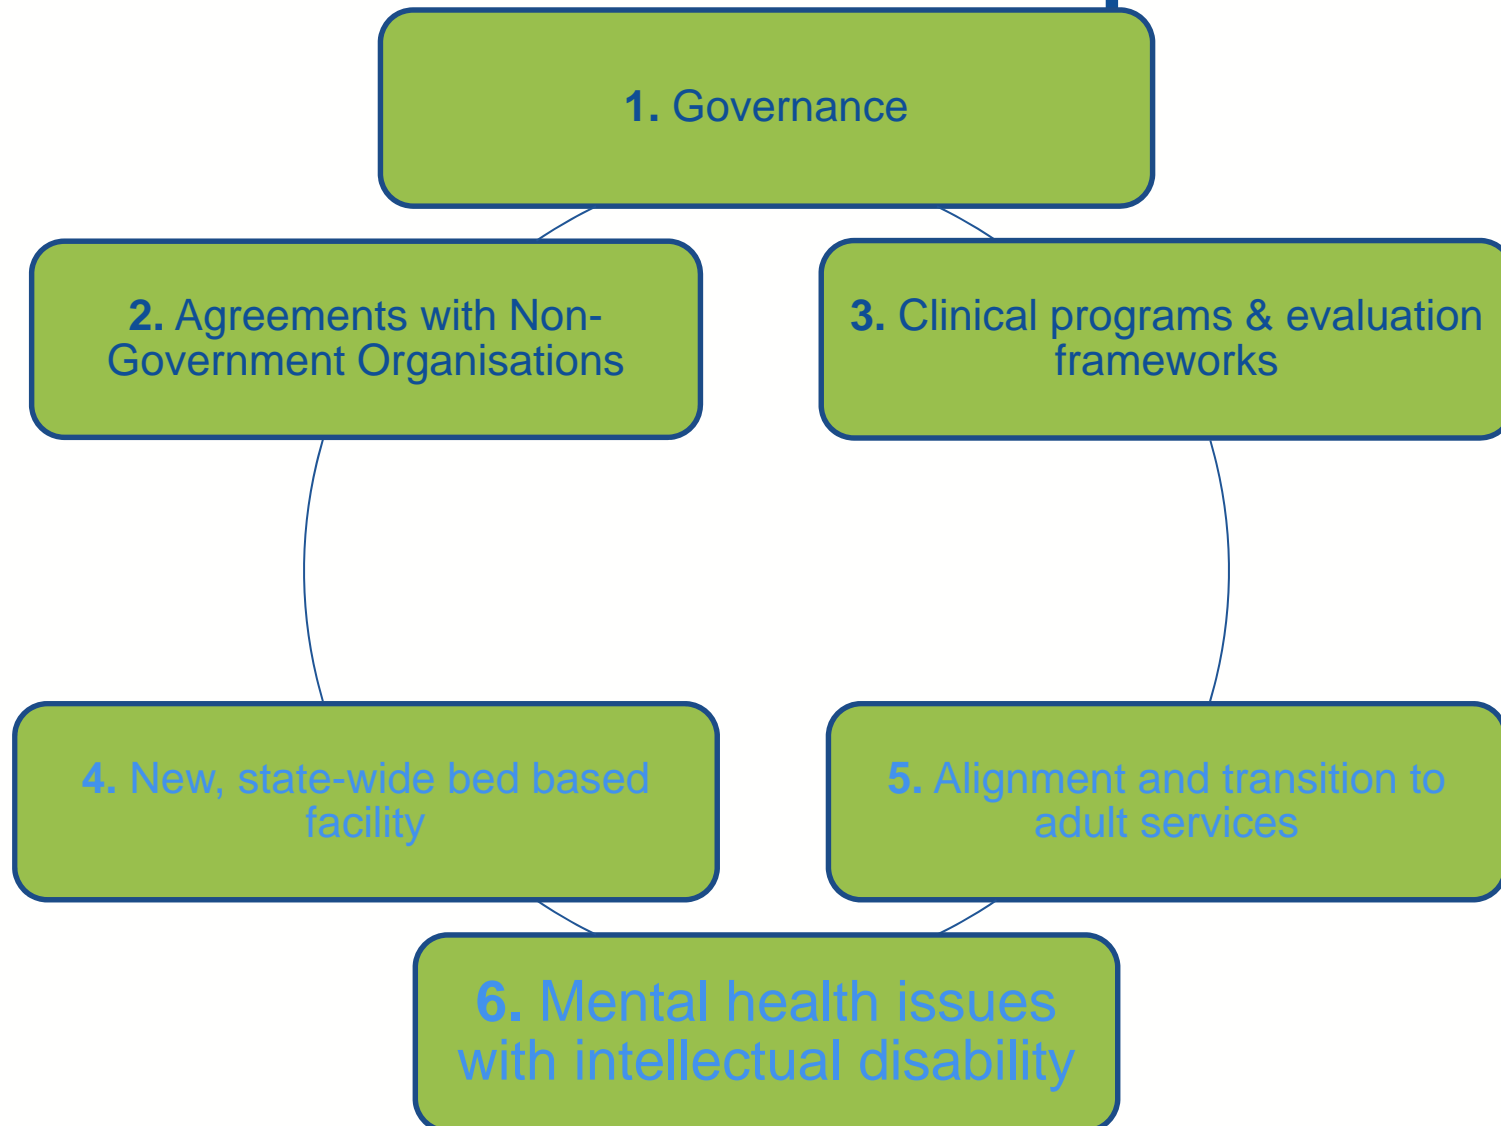 1. Governance
2. Agreements with Non-
Government Organisations
3. Clinical programs & evaluation
frameworks
4. New, state-wide bed based
facility
5. Alignment and transition to
adult services
6. Mental health issues
with intellectual disability